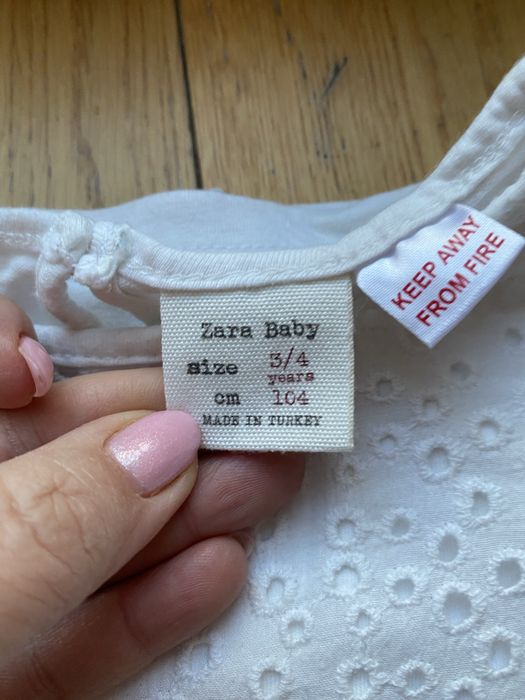 Zara Baby
size 3/4
years
cm 104
MADE IN TURKEY
KEEP AWAY
FROM FIRE